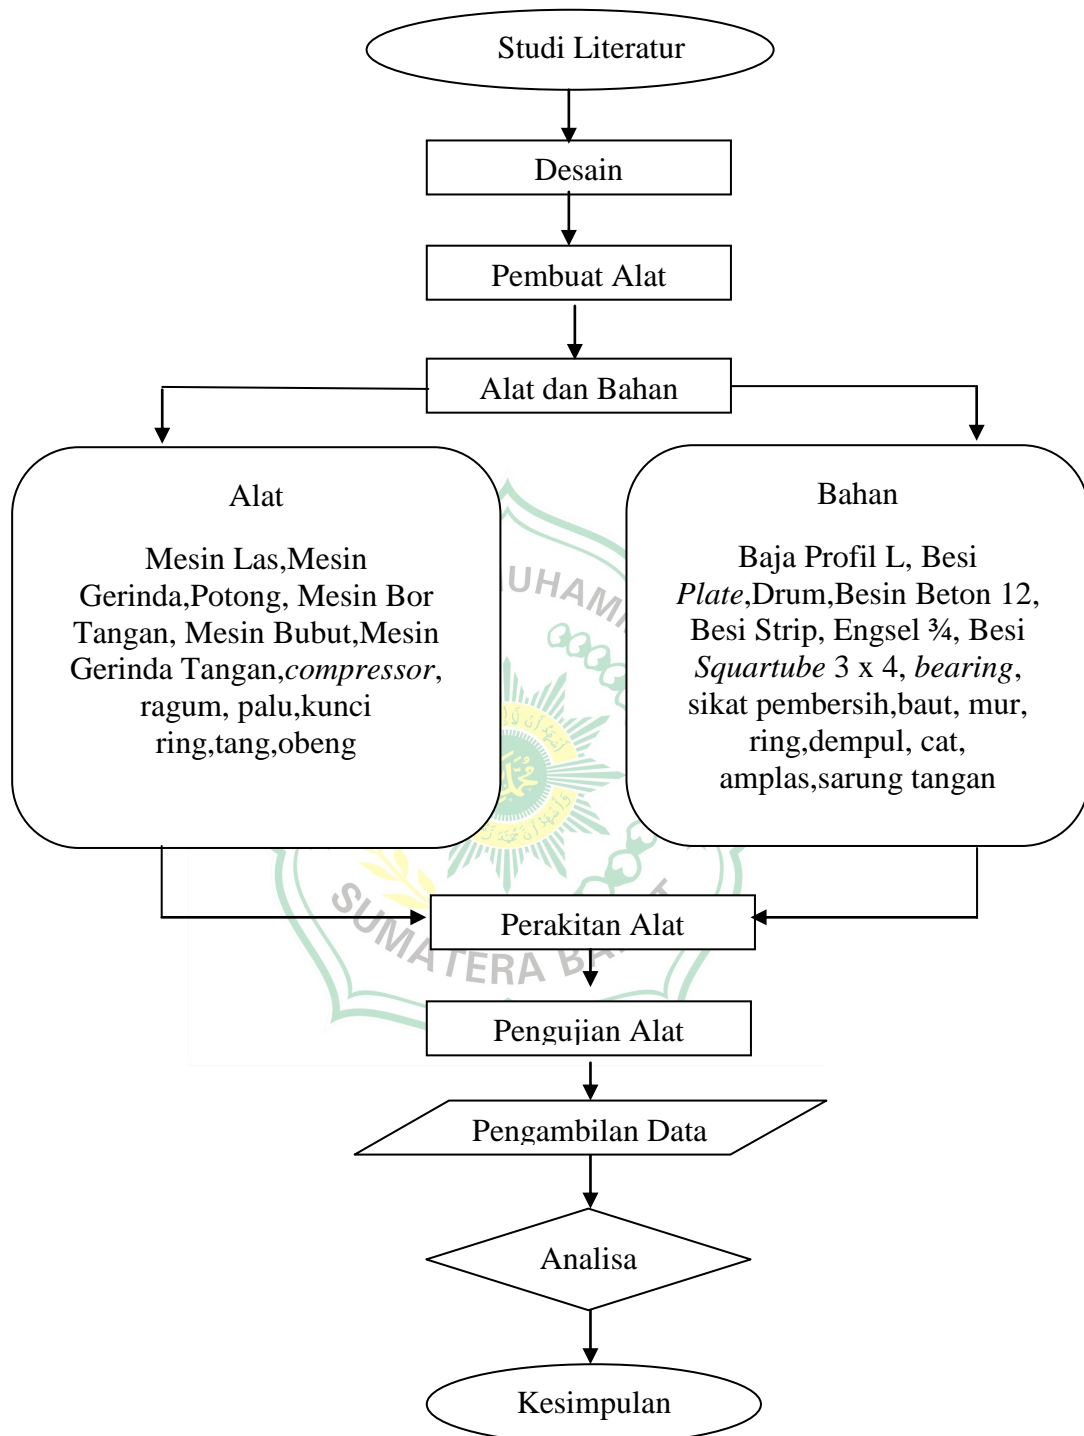 Studi Literatur
Desain
Pembuat Alat
Alat dan Bahan
Alat
Mesin Las,Mesin
Gerinda,Potong, Mesin Bor
Tangan, Mesin Bubut,Mesin
Gerinda Tangan,compressor,
ragum, palu,kunci
ring,tang,obeng
Bahan
Baja Profil L, Besi
Plate,Drum,Besin Beton 12,
Besi Strip, Engsel ¾, Besi
Squartube 3 x 4, bearing,
sikat pembersih,baut, mur,
ring,dempul, cat,
amplas,sarung tangan
UHAM
SUMATERA BA
Perakitan Alat
Pengujian Alat
Pengambilan Data
Analisa
Kesimpulan